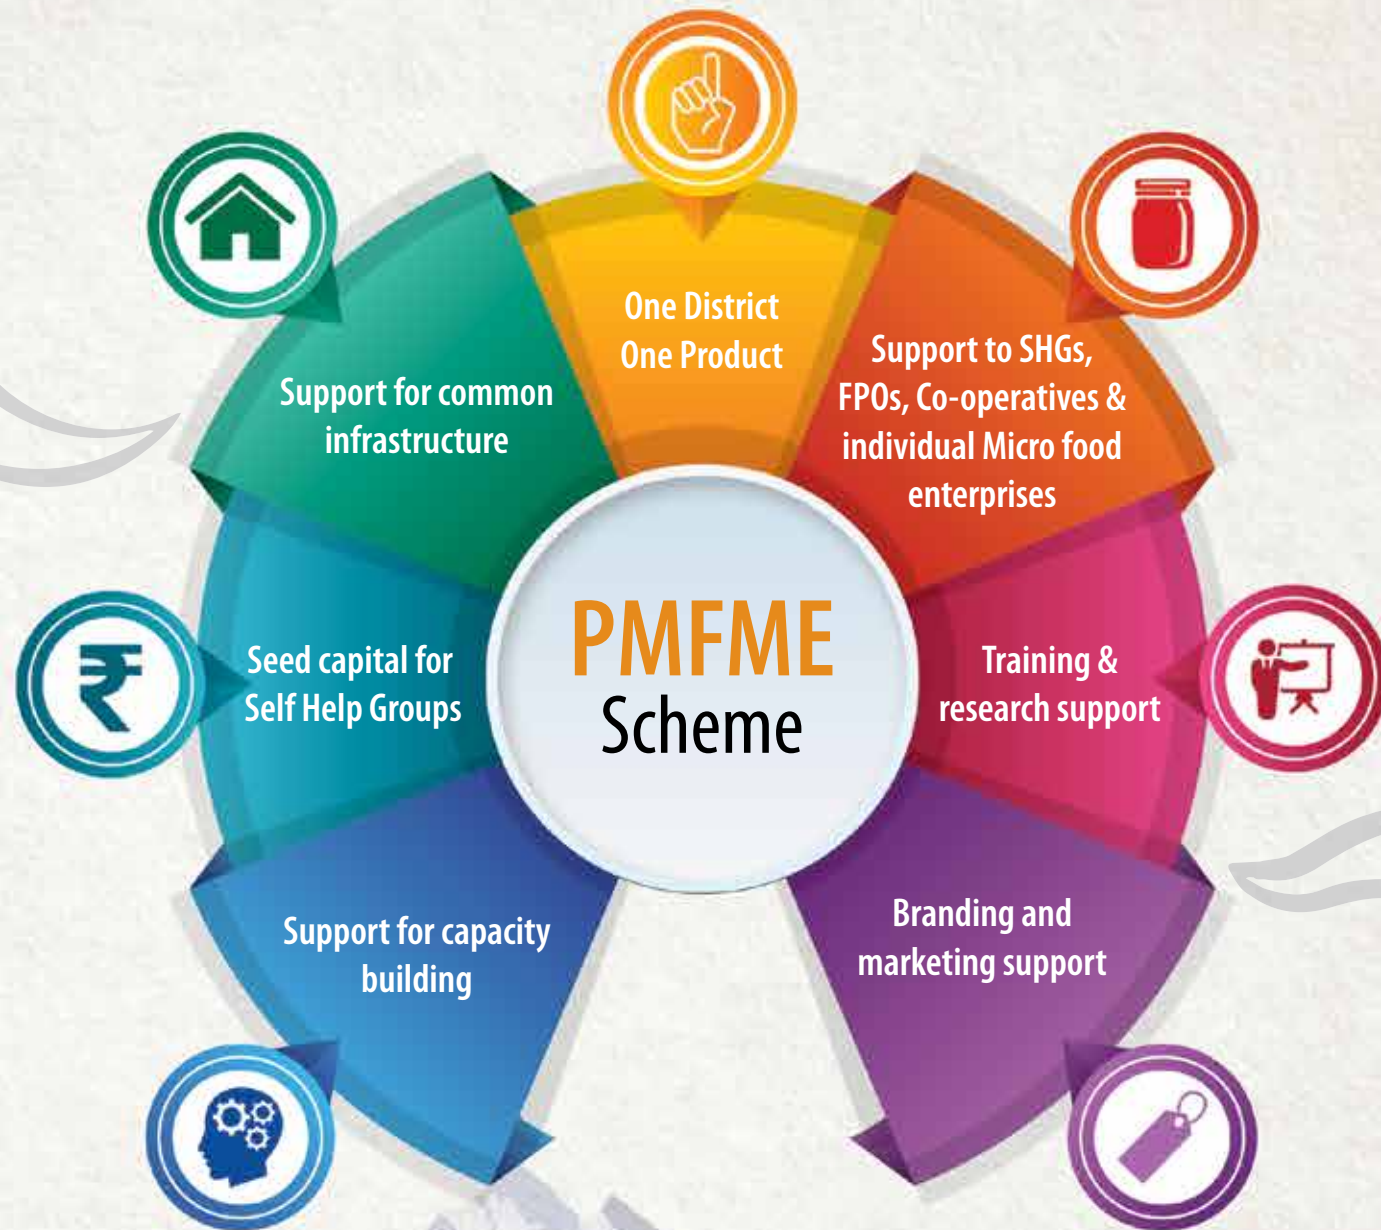 One District
One Product
Support to SHGs,
FPOs, Co-operatives &
individual Micro food
enterprises
Training &
research support
Branding and
marketing support
Support for capacity
building
Seed capital for
Self Help Groups
Support for common
infrastructure
PMFME
Scheme